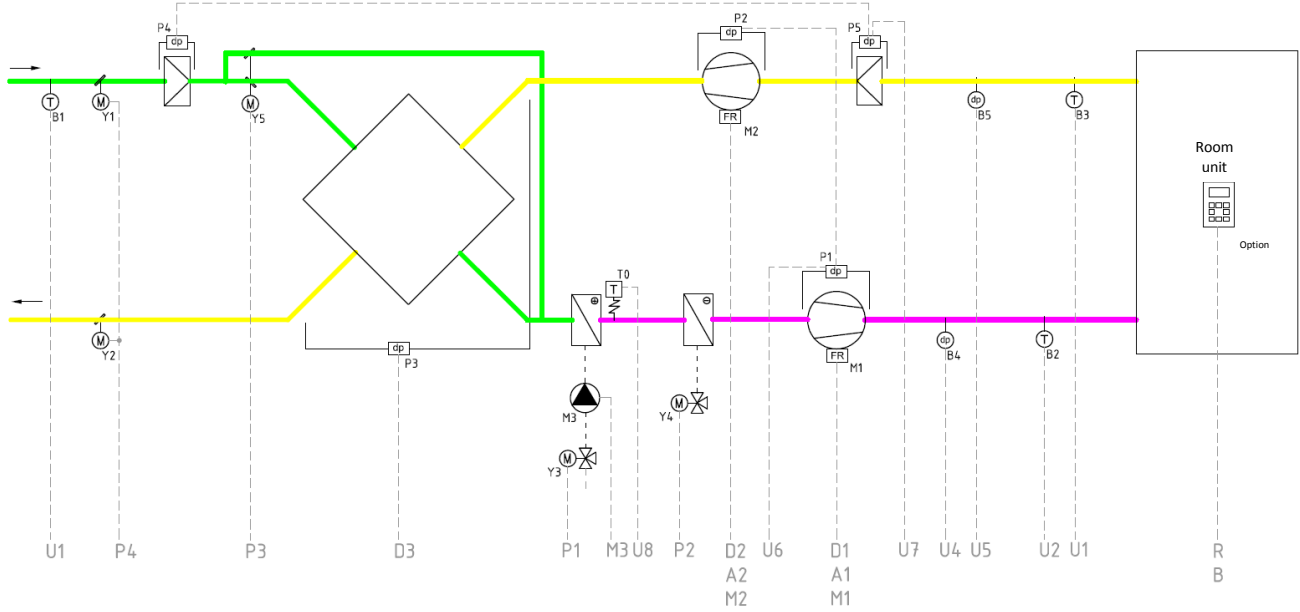 P4
dp
P2
dp
P5
dp
T
B1
M
Y1
M
Y5
FR
M2
dp
B5
T
B3
Room
unit
Option
T0
T
P1
dp
⊕
⊖
M
Y2
dp
P3
FR
M1
dp
B4
T
B2
M3
M
Y4
M
Y3
U1 P4 P3 D3 P1 M3 U8 P2 D2 U6 D1 U7 U4 U5 U2 U1 R
A2 A1 B
M2 M1